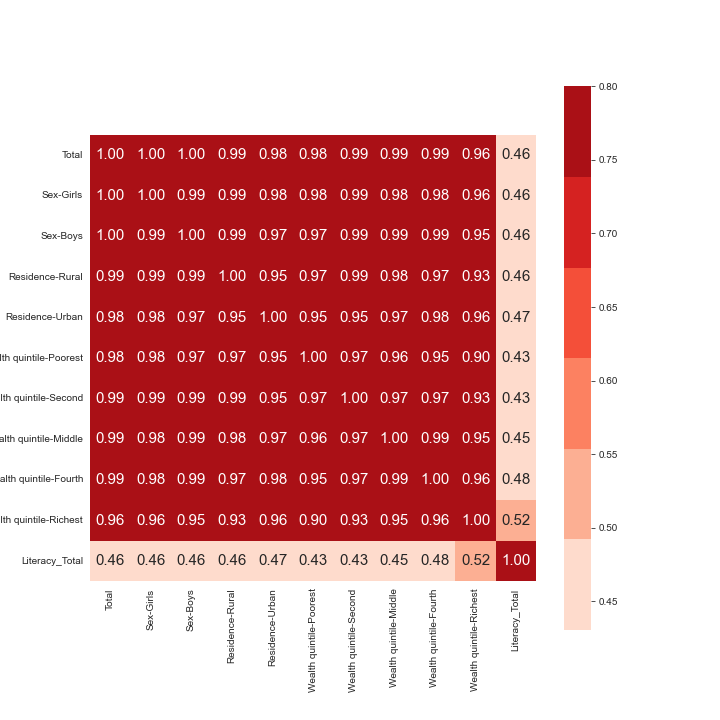 Total 1.00 1.00 1.00 0.99 0.98 0.98 0.99 0.99 0.99 0.96 0.46
Sex-Girls 1.00 1.00 0.99 0.99 0.98 0.98 0.99 0.98 0.98 0.96 0.46
Sex-Boys 1.00 0.99 1.00 0.99 0.97 0.97 0.99 0.99 0.99 0.95 0.46
Residence-Rural 0.99 0.99 0.99 1.00 0.95 0.97 0.99 0.98 0.97 0.93 0.46
Residence-Urban 0.98 0.98 0.97 0.95 1.00 0.95 0.95 0.97 0.98 0.96 0.47
lth quintile-Poorest 0.98 0.98 0.97 0.97 0.95 1.00 0.97 0.96 0.95 0.90 0.43
lth quintile-Second 0.99 0.99 0.99 0.99 0.95 0.97 1.00 0.97 0.97 0.93 0.43
alth quintile-Middle 0.99 0.98 0.99 0.98 0.97 0.96 0.97 1.00 0.99 0.95 0.45
alth quintile-Fourth 0.99 0.98 0.99 0.97 0.98 0.95 0.97 0.99 1.00 0.96 0.48
lth quintile-Richest 0.96 0.96 0.95 0.93 0.96 0.90 0.93 0.95 0.96 1.00 0.52
Literacy_Total 0.46 0.46 0.46 0.46 0.47 0.43 0.43 0.45 0.48 0.52 1.00
Total
Sex-Girls
Sex-Boys
Residence-Rural
Residence-Urban
Wealth quintile-Poorest
Wealth quintile-Second
Wealth quintile-Middle
Wealth quintile-Fourth
Wealth quintile-Richest
Literacy_Total
0.80
0.75
0.70
0.65
0.60
0.55
0.50
0.45